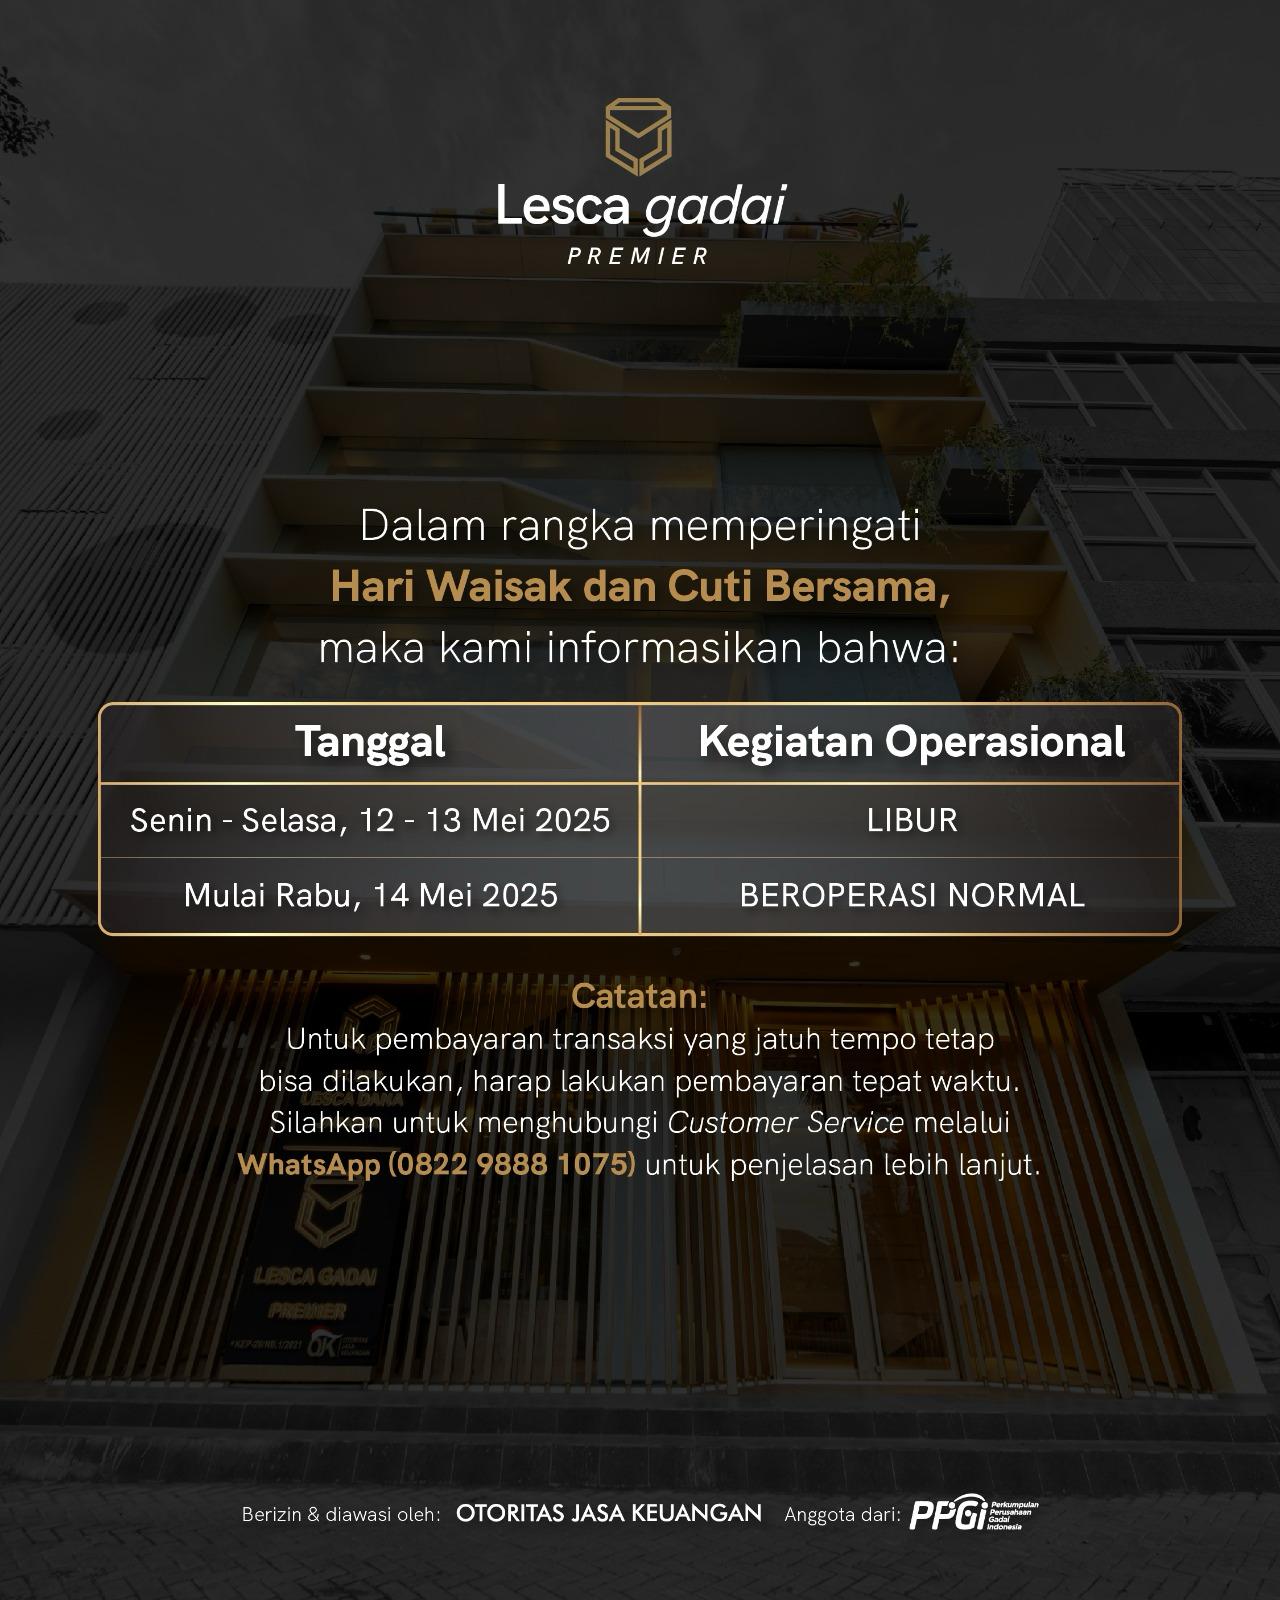 Lesca gadai
PREMIER
Dalam rangka memperingati
Hari Waisak dan Cuti Bersama,
maka kami informasikan bahwa:
Tanggal
Kegiatan Operasional
Senin - Selasa, 12 - 13 Mei 2025
LIBUR
Mulai Rabu, 14 Mei 2025
BEROPERASI NORMAL
Catatan:
Untuk pembayaran transaksi yang jatuh tempo tetap
bisa dilakukan, harap lakukan pembayaran tepat waktu.
LESCA DANA
Silahkan untuk menghubungi Customer Service melalui
WhatsApp (0822 9888 1075) untuk penjelasan lebih lanjut.
LESCA GADAI
PREMIER
OTORITAS
JASA
KEUANGAN
Berizin & diawasi oleh: OTORITAS JASA KEUANGAN Anggota dari: PPGi
Perkumpulan
Perusahaan
Gadai
Indonesia